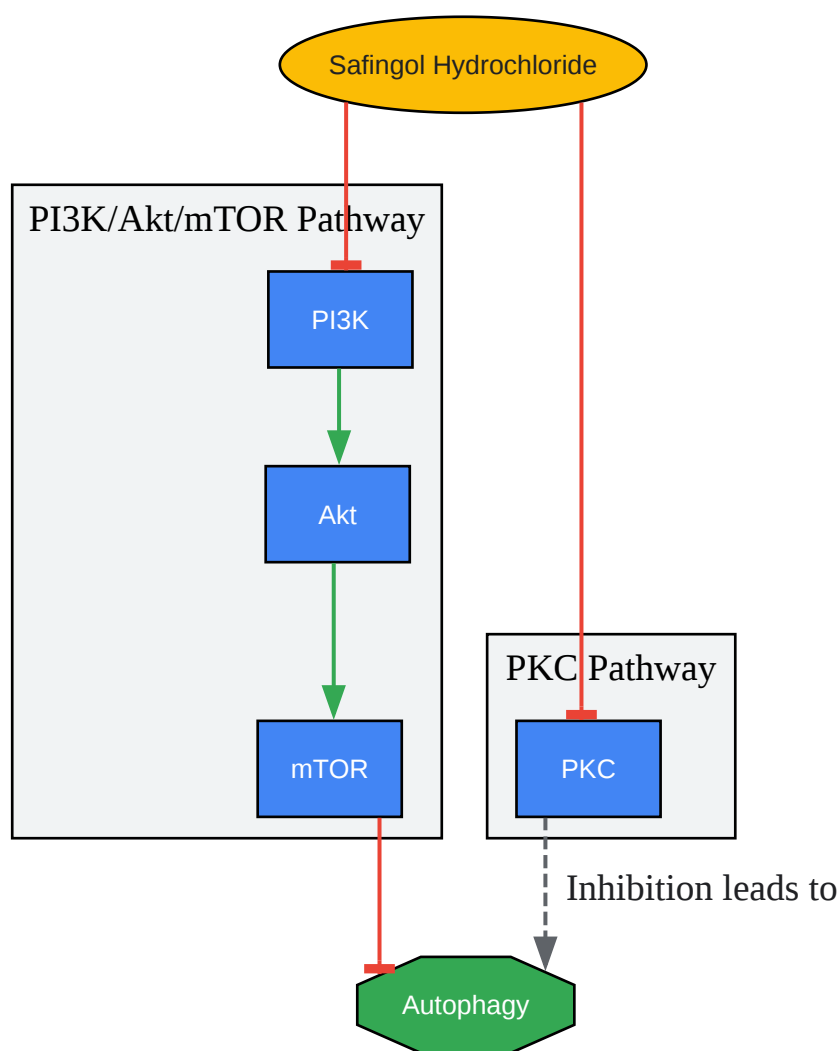 Safingol Hydrochloride
PI3K/Akt/mTOR Pathway
PI3K
Akt
PKC Pathway
mTOR
PKC
Inhibition leads to
Autophagy